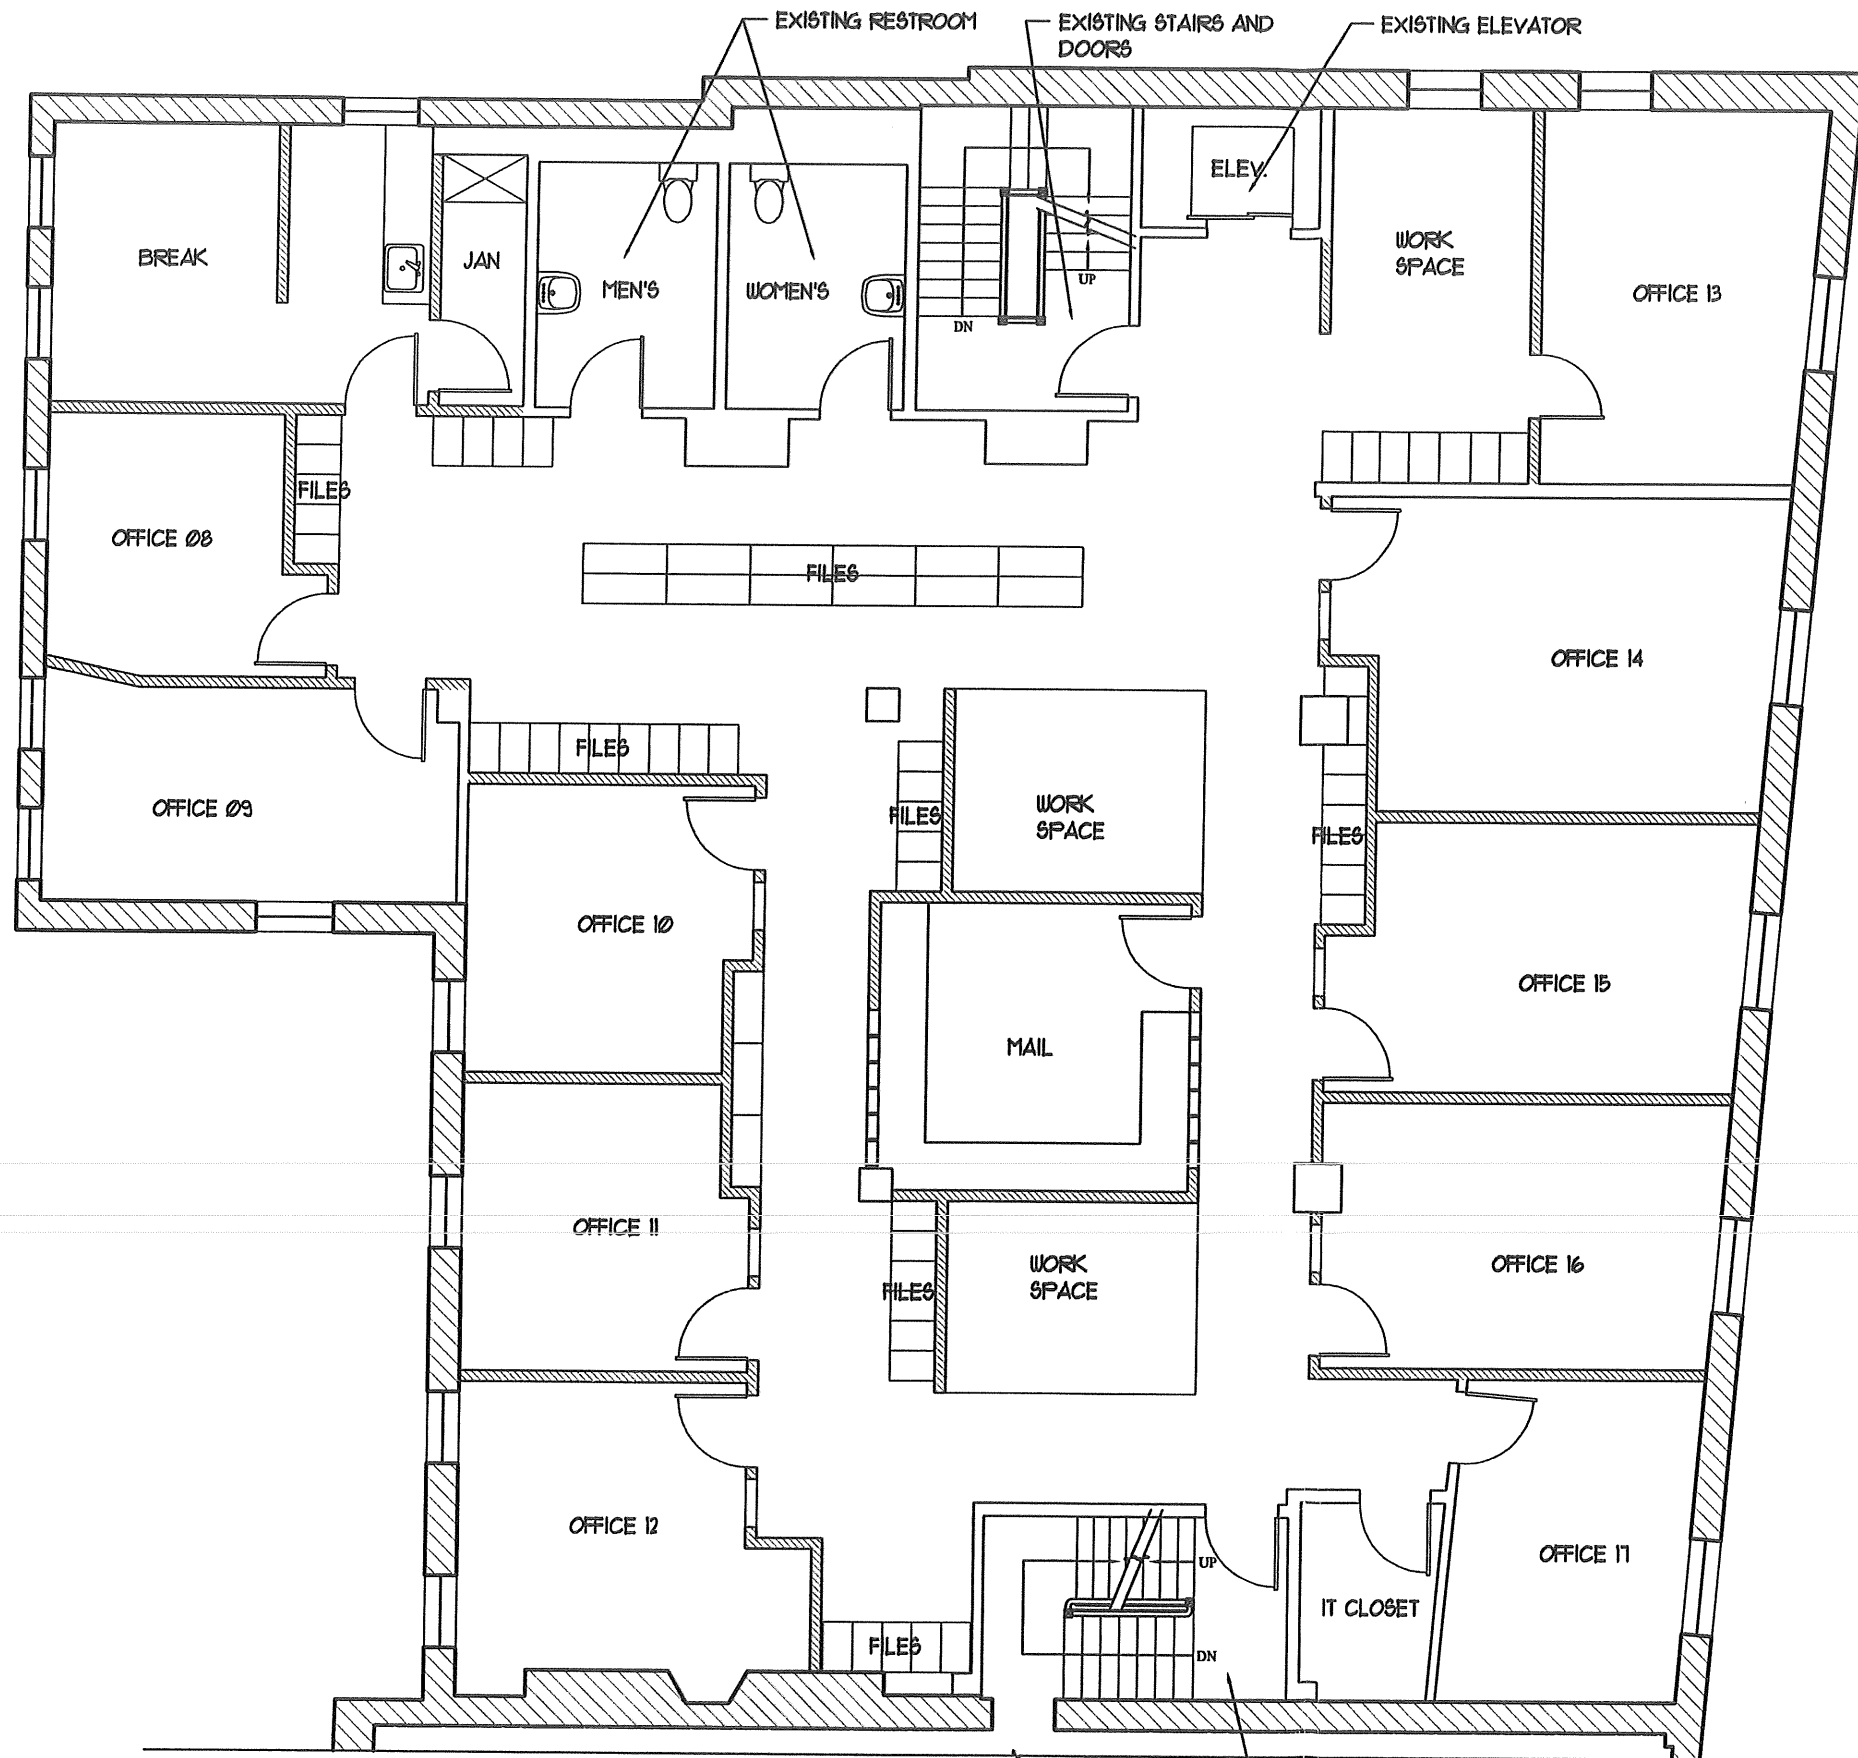 EXISTING RESTROOM
EXISTING STAIRS AND
DOORS
EXISTING ELEVATOR
ELEV.
BREAK
JAN
MEN'S
WOMEN'S
UP
DN
WORK
SPACE
OFFICE 13
FILES
OFFICE 08
FILES
OFFICE 14
FILES
OFFICE 09
FILES
WORK
SPACE
FILES
OFFICE 10
OFFICE 15
MAIL
OFFICE 11
WORK
SPACE
FILES
OFFICE 16
OFFICE 12
UP
OFFICE 17
IT CLOSET
FILES
DN